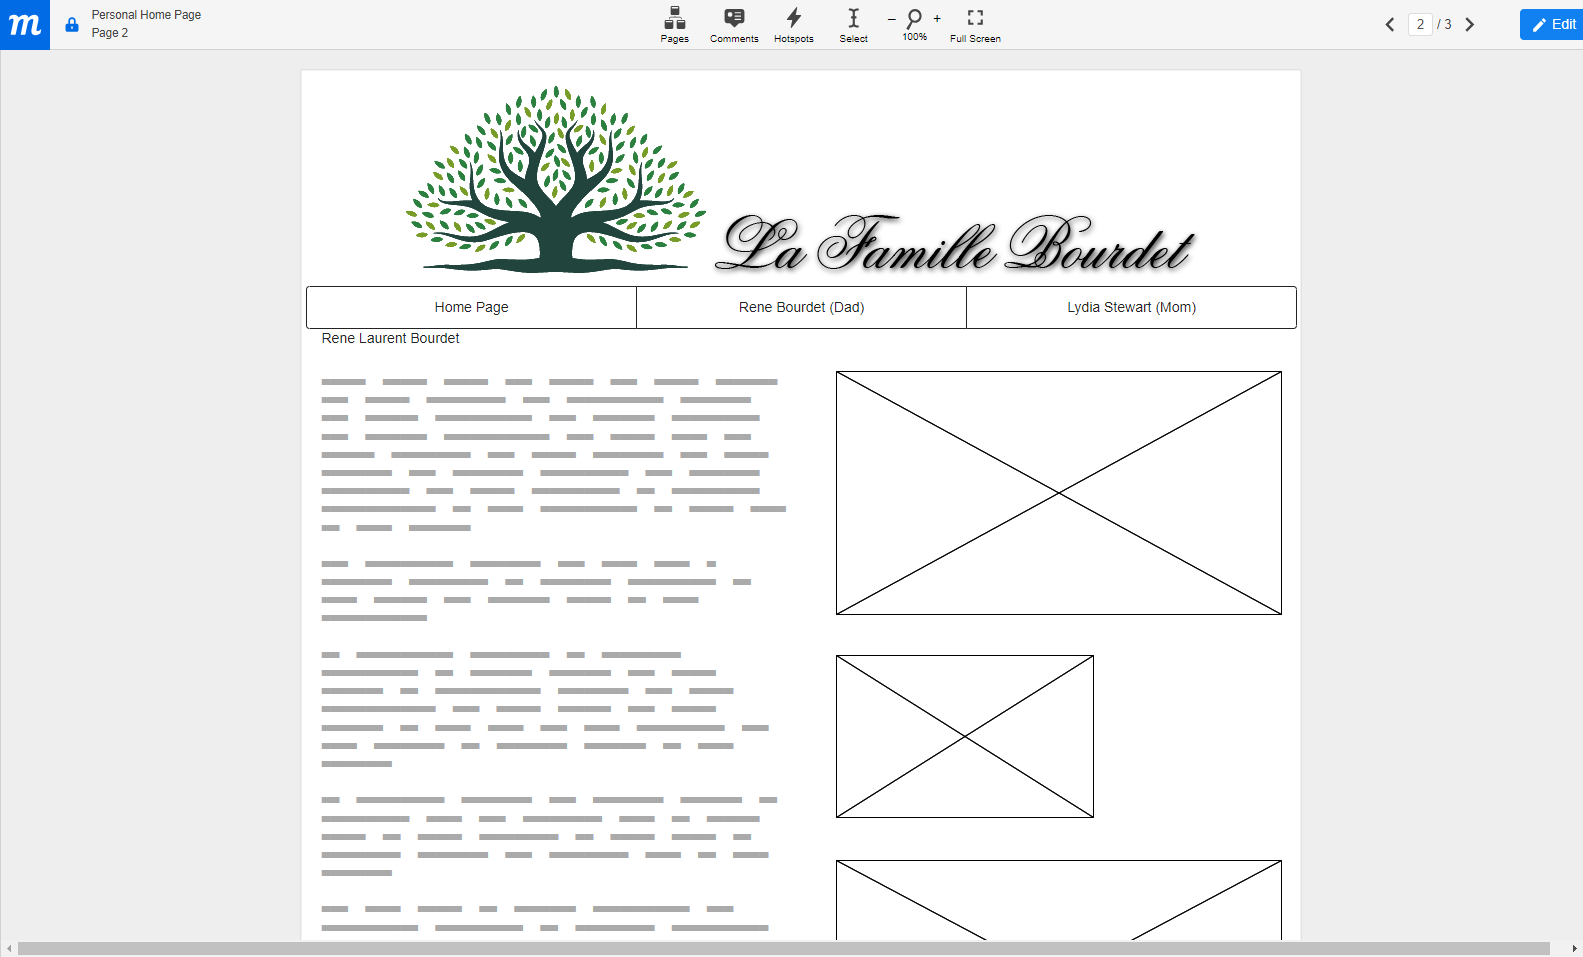 m
Personal Home Page
Page 2
Pages
Comments
Hotspots
Select
− 100% +
Full Screen
2 / 3
Edit
La Famille Bourdet
Home Page
Rene Bourdet (Dad)
Lydia Stewart (Mom)
Rene Laurent Bourdet